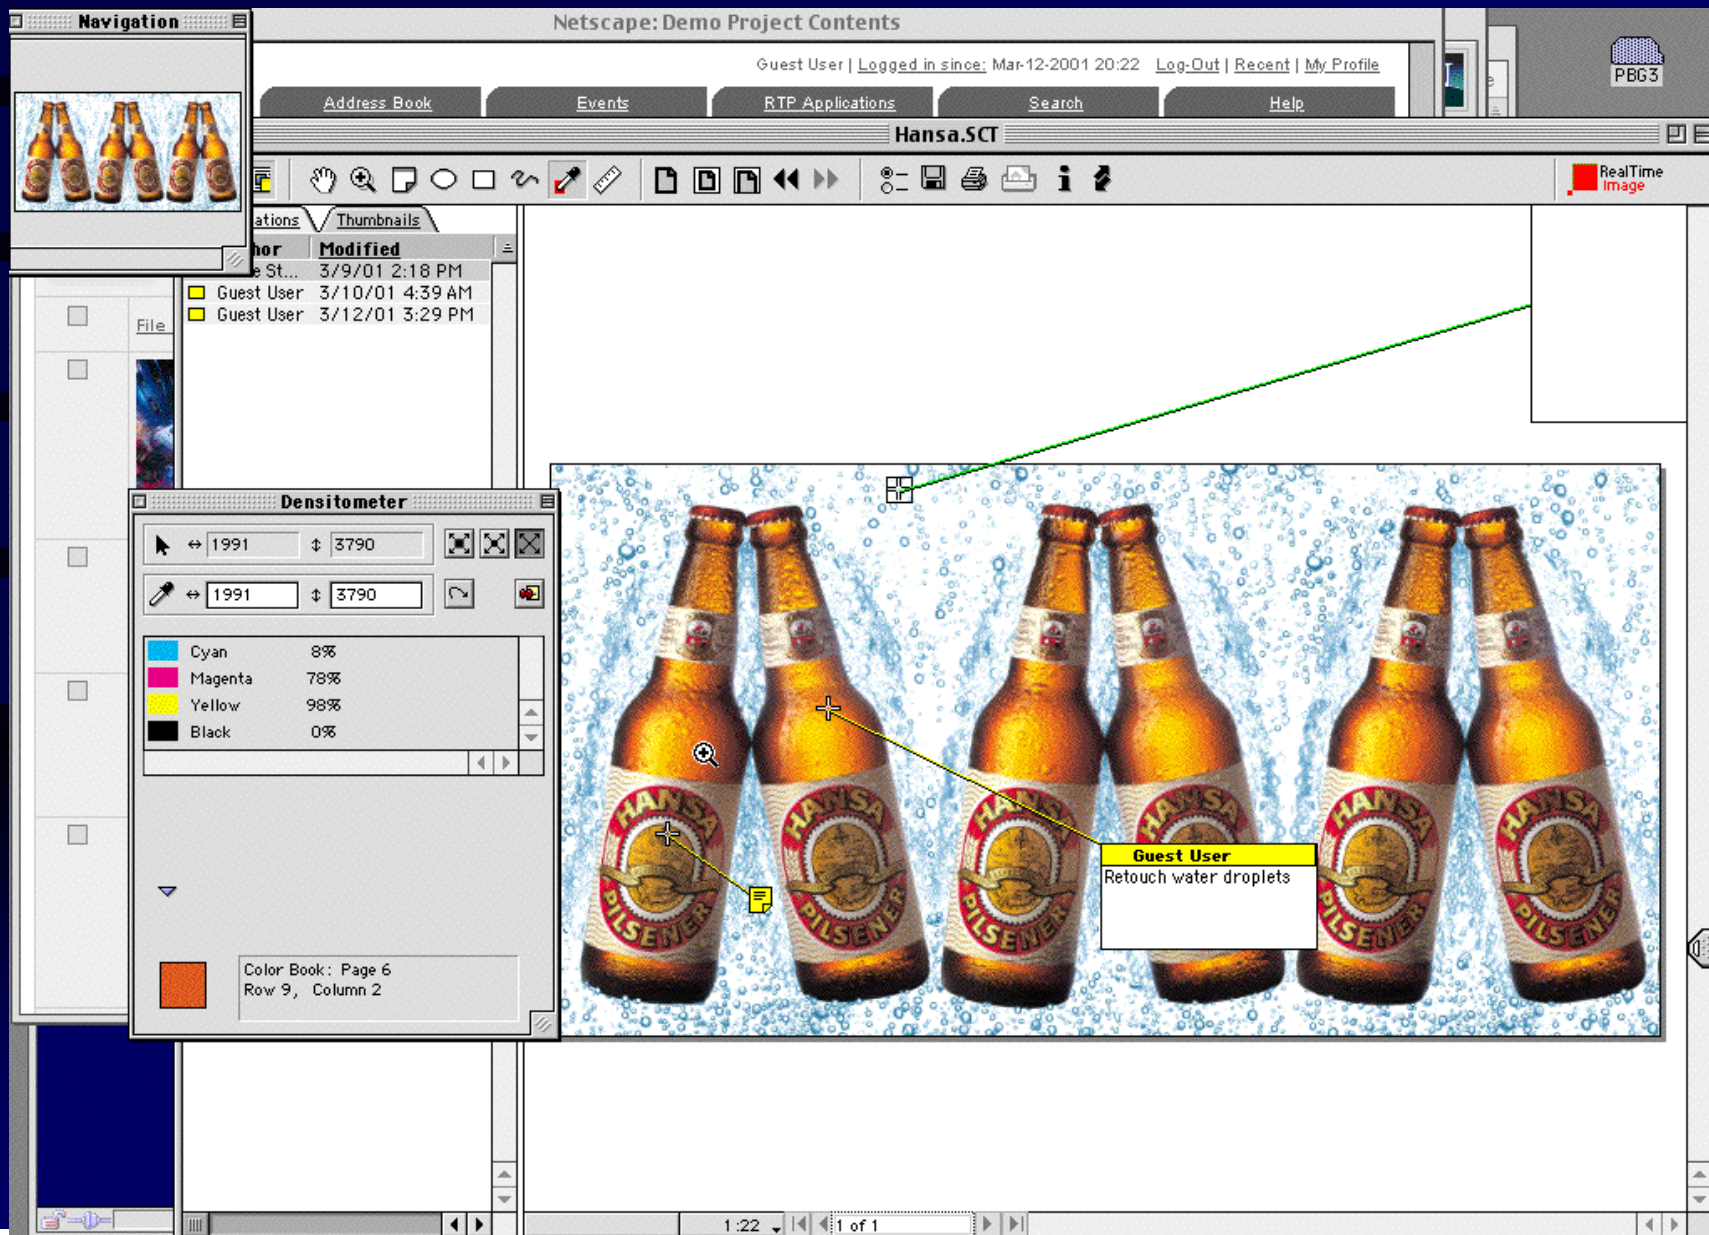 Navigation
Netscape: Demo Project Contents
Guest User | Logged in since: Mar-12-2001 20:22 Log-Out | Recent | My Profile
Address Book Events RTP Applications Search Help
PBG3
Hansa.SCT
RealTime
Image
ations Thumbnails
hor Modified
e St... 3/9/01 2:18 PM
Guest User 3/10/01 4:39 AM
Guest User 3/12/01 3:29 PM
File
Densitometer
1991 3790
1991 3790
Cyan 8%
Magenta 78%
Yellow 98%
Black 0%
Color Book: Page 6
Row 9, Column 2
HANSA PILSENER
HANSA PILSENER
HANSA PILSENER
HANSA
HANSA PILSENER
HANSA PILSENER
Guest User
Retouch water droplets
1:22 1 of 1